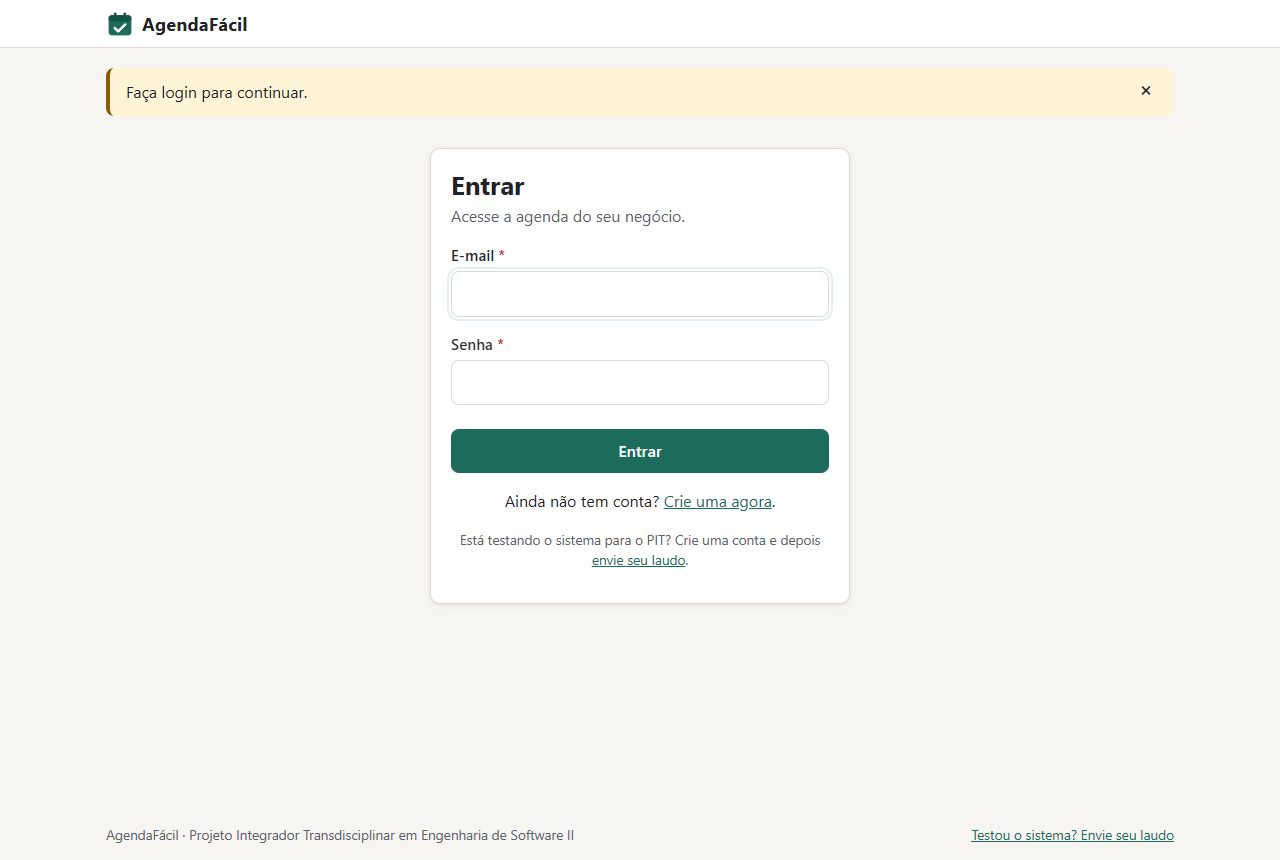 AgendaFácil
Faça login para continuar.
×
Entrar
Acesse a agenda do seu negócio.
E-mail *
Senha *
Entrar
Ainda não tem conta? Crie uma agora.
Está testando o sistema para o PIT? Crie uma conta e depois
envie seu laudo.
AgendaFácil · Projeto Integrador Transdisciplinar em Engenharia de Software II
Testou o sistema? Envie seu laudo